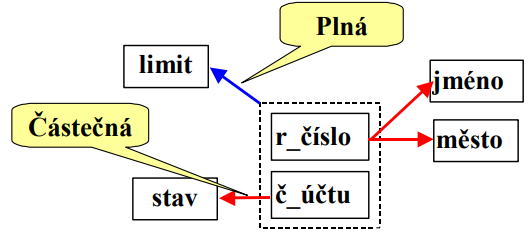 Plná
limit
jméno
Částečná
r_číslo
město
stav
č_účtu